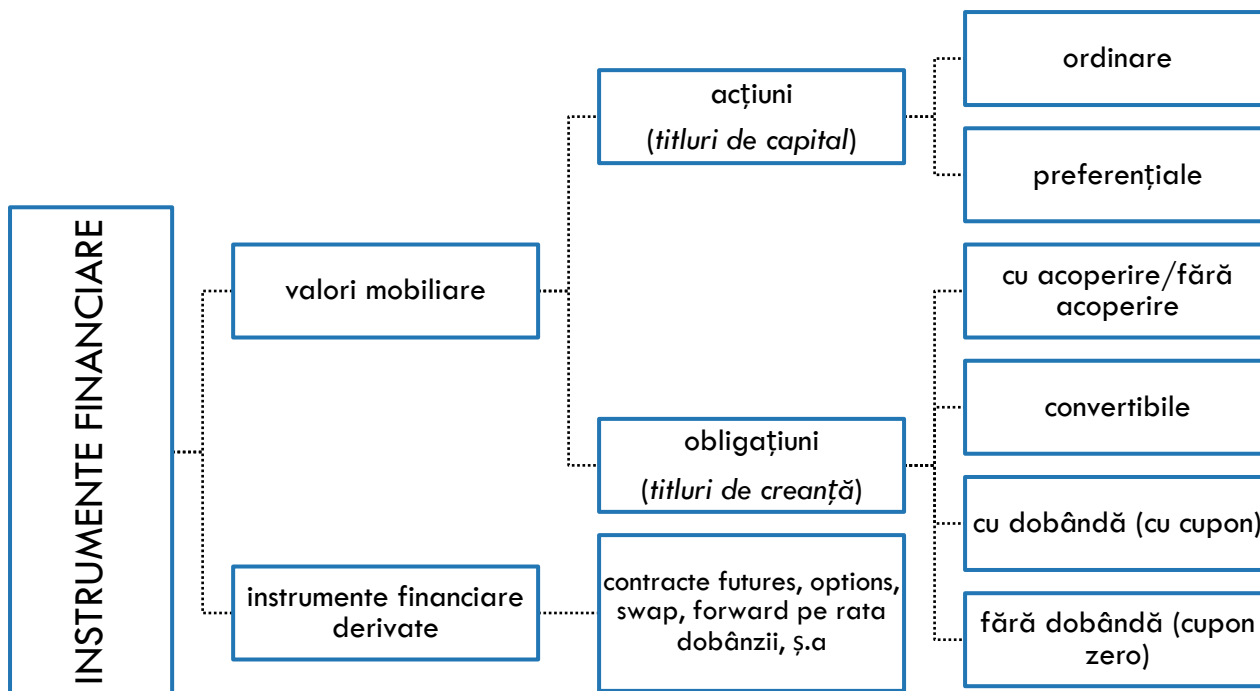 INSTRUMENTE FINANCIARE
valori mobiliare
instrumente financiare
derivate
acțiuni
(titluri de capital)
obligațiuni
(titluri de creanță)
contracte futures, options,
swap, forward pe rata
dobânzii, ș.a
ordinare
preferențiale
cu acoperire/fără
acoperire
convertibile
cu dobândă (cu cupon)
fără dobândă (cupon
zero)